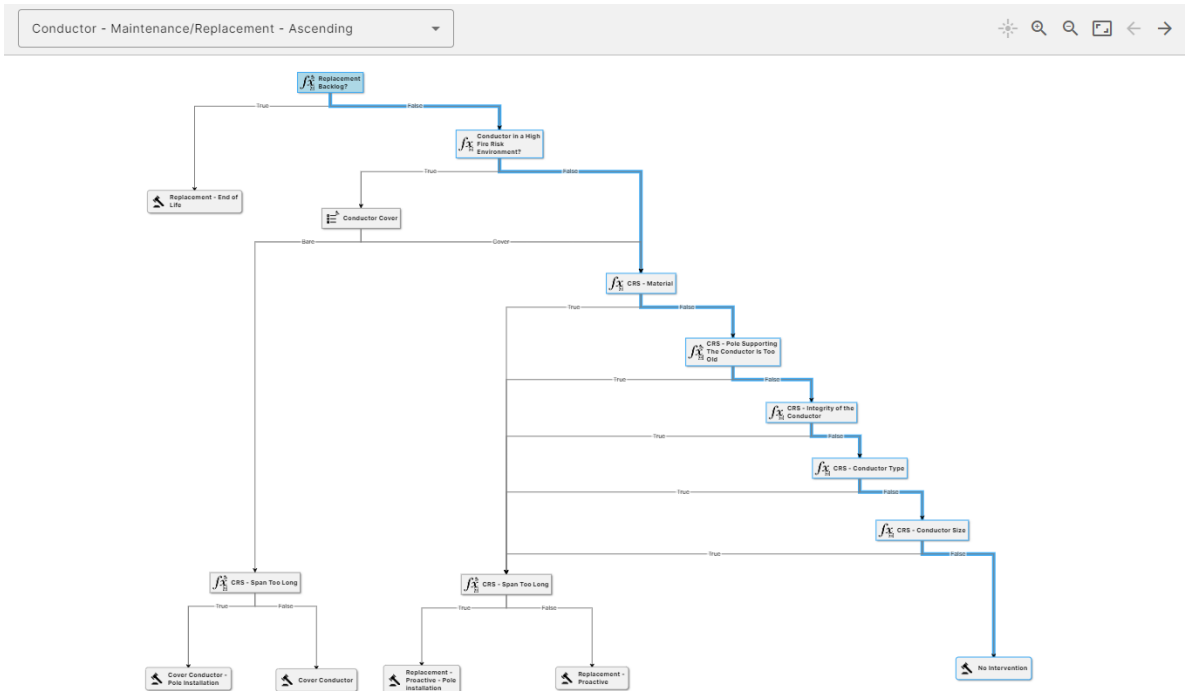 Conductor - Maintenance/Replacement - Ascending
Replacement
Backlog?
True
False
Conductor in a High
Fire Risk
Environment?
True
False
Replacement - End of
Life
Conductor Cover
Bare
Cover
CRS - Material
True
False
CRS - Pole Supporting
The Conductor Is Too
Old
True
False
CRS - Integrity of the
Conductor
True
False
CRS - Conductor Type
True
False
CRS - Conductor Size
True
False
CRS - Span Too Long
CRS - Span Too Long
True
False
True
False
Cover Conductor -
Pole Installation
Cover Conductor
Replacement -
Proactive - Pole
Installation
Replacement -
Proactive
No Intervention